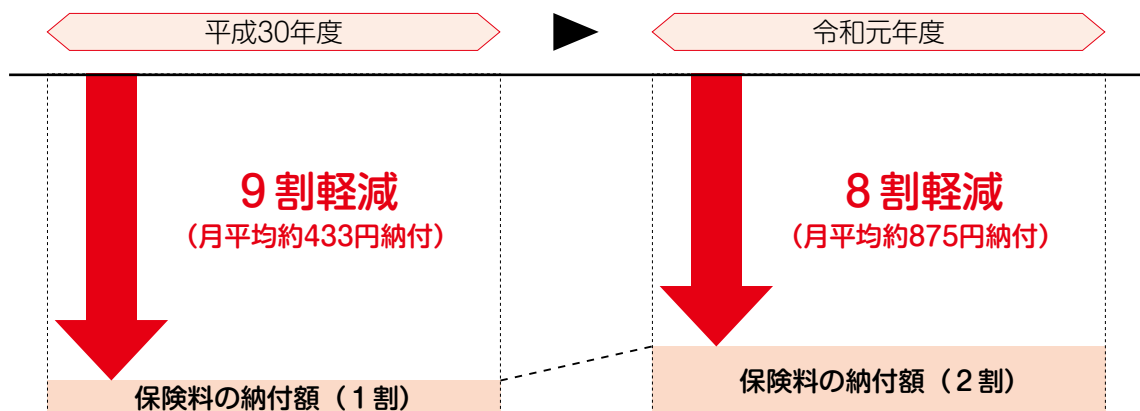 平成30年度
令和元年度
9割軽減
(月平均約433円納付)
8割軽減
(月平均約875円納付)
保険料の納付額(1割)
保険料の納付額(2割)